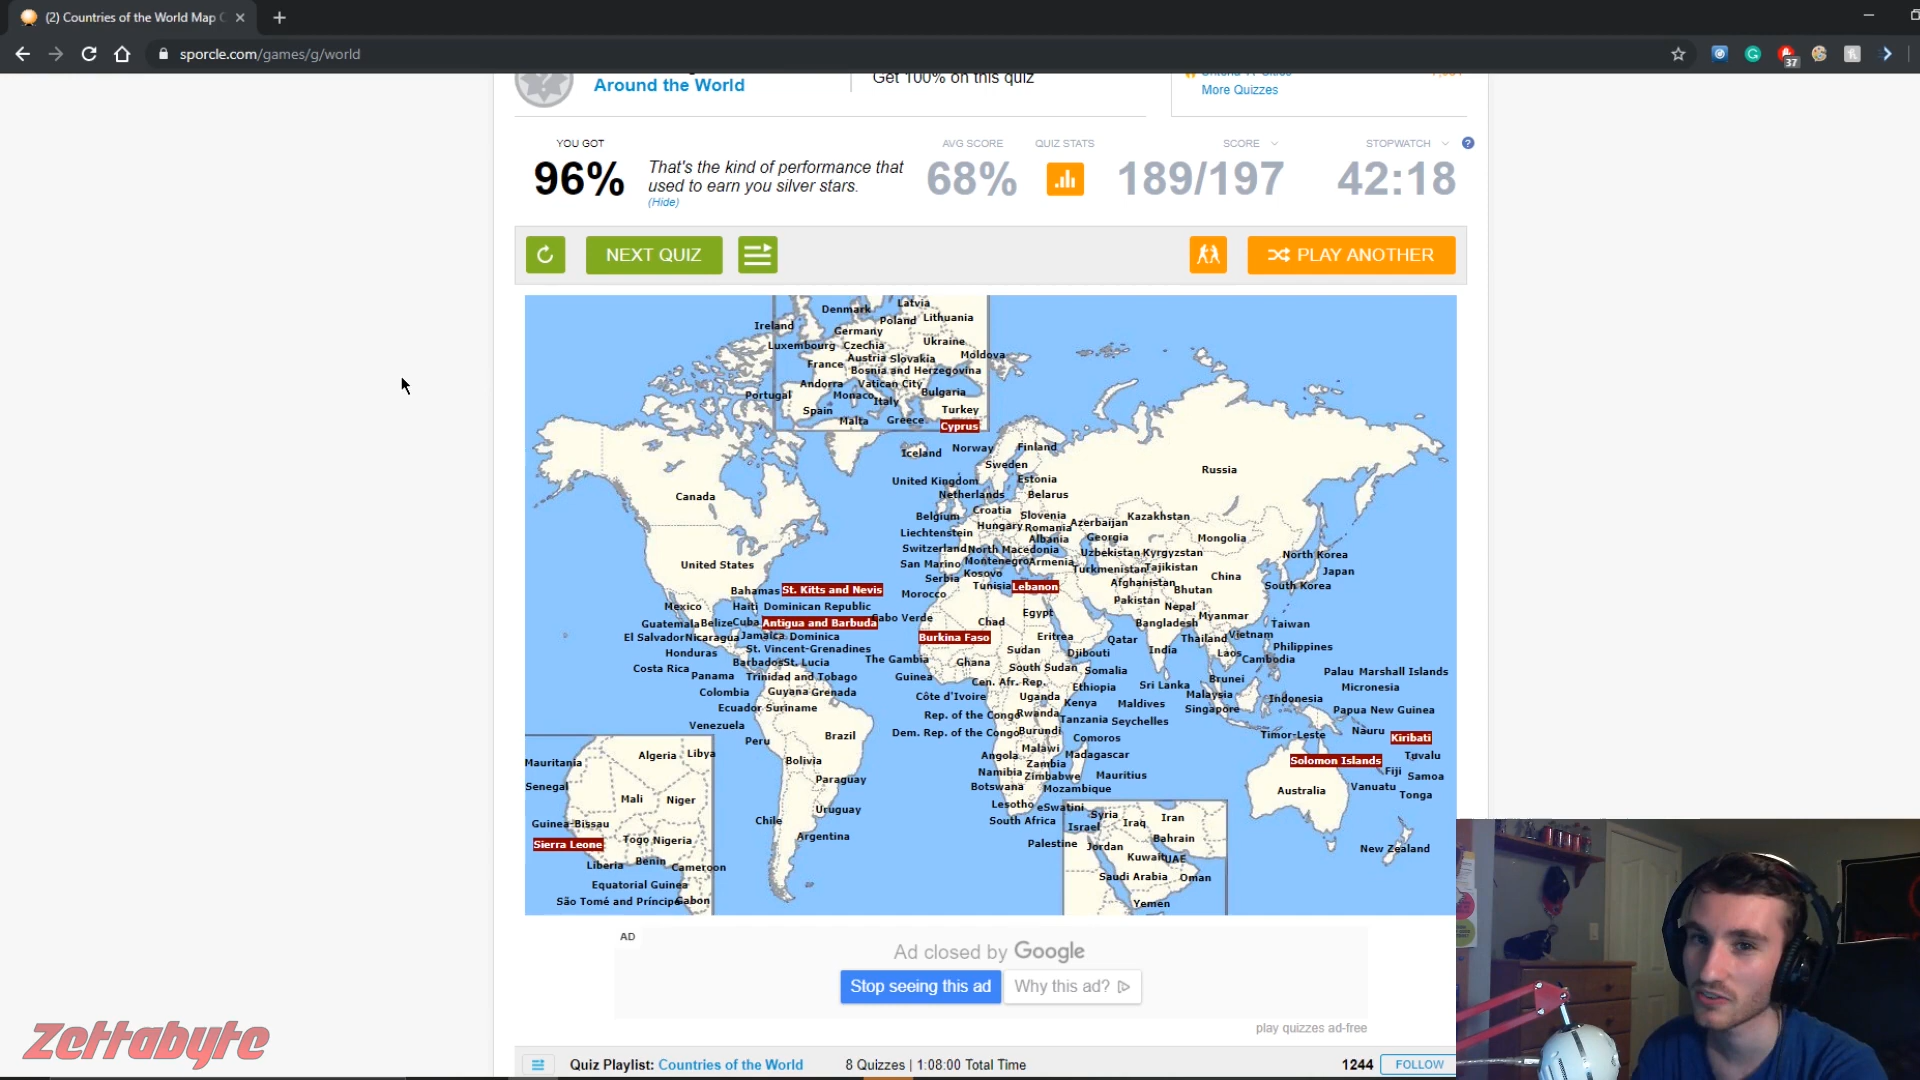 (2) Countries of the World Map
sporcle.com/games/g/world
37
Around the World
Get 100% on this quiz
More Quizzes
YOU GOT
AVG SCORE
QUIZ STATS
SCORE
STOPWATCH
?
96%
That's the kind of performance that
used to earn you silver stars.
(Hide)
68%
189/197
42:18
NEXT QUIZ
PLAY ANOTHER
Latvia
Denmark
Lithuania
Poland
Ireland
Germany
Ukraine
Luxembourg Czechia
Moldova
Austria Slovakia
France
Bosnia and Herzegovina
Andorra Vatican City
Bulgaria
Portugal
Monaco
Italy
Spain
Turkey
Malta
Greece
Cyprus
Iceland
Norway
Finland
Sweden
Russia
United Kingdom
Estonia
Canada
Netherlands
Belarus
Belgium
Croatia
Slovenia
Azerbaijan
Kazakhstan
Hungary
Romania
Liechtenstein
Albania
Georgia
Mongolia
Switzerland
North Macedonia
Uzbekistan
Kyrgyzstan
North Korea
San Marino
Montenegro
Armenia
Turkmenistan
Tajikistan
Japan
United States
Kosovo
Serbia
China
Tunisia
Lebanon
Afghanistan
South Korea
Bahamas
St. Kitts and Nevis
Morocco
Bhutan
Pakistan
Nepal
Mexico
Haiti
Dominican Republic
Egypt
Myanmar
Guatemala
Belize
Cuba
Antigua and Barbuda
Cabo Verde
Chad
Bangladesh
Taiwan
El Salvador
Nicaragua
Jamaica
Dominica
Burkina Faso
Eritrea
Qatar
Thailand
Vietnam
Honduras
St. Vincent-Grenadines
Sudan
Djibouti
India
Laos
Philippines
Costa Rica
Barbados
St. Lucia
The Gambia
Ghana
South Sudan
Somalia
Cambodia
Panama
Trinidad and Tobago
Guinea
Cen. Afr. Rep.
Ethiopia
Sri Lanka
Brunei
Palau
Marshall Islands
Colombia
Guyana
Grenada
Côte d'Ivoire
Uganda
Kenya
Maldives
Malaysia
Indonesia
Micronesia
Ecuador
Suriname
Rep. of the Congo
Rwanda
Tanzania
Seychelles
Singapore
Papua New Guinea
Venezuela
Dem. Rep. of the Congo
Burundi
Comoros
Timor-Leste
Nauru
Kiribati
Peru
Brazil
Malawi
Algeria
Libya
Mauritania
Bolivia
Angola
Zambia
Madagascar
Solomon Islands
Tuvalu
Namibia
Zimbabwe
Mauritius
Fiji
Samoa
Senegal
Paraguay
Botswana
Mozambique
Australia
Vanuatu
Tonga
Mali
Niger
Lesotho
eSwatini
Uruguay
Syria
Iran
Guinea-Bissau
Chile
South Africa
Israel
Iraq
Sierra Leone
Togo
Nigeria
Argentina
Palestine
Jordan
Bahrain
New Zealand
Liberia
Benin
Cameroon
Kuwait
UAE
Equatorial Guinea
Saudi Arabia
Oman
São Tomé and Príncipe
Gabon
Yemen
AD
Ad closed by Google
Stop seeing this ad
Why this ad?
play quizzes ad-free
Zettabyte
Quiz Playlist: Countries of the World
8 Quizzes | 1:08:00 Total Time
1244
FOLLOW